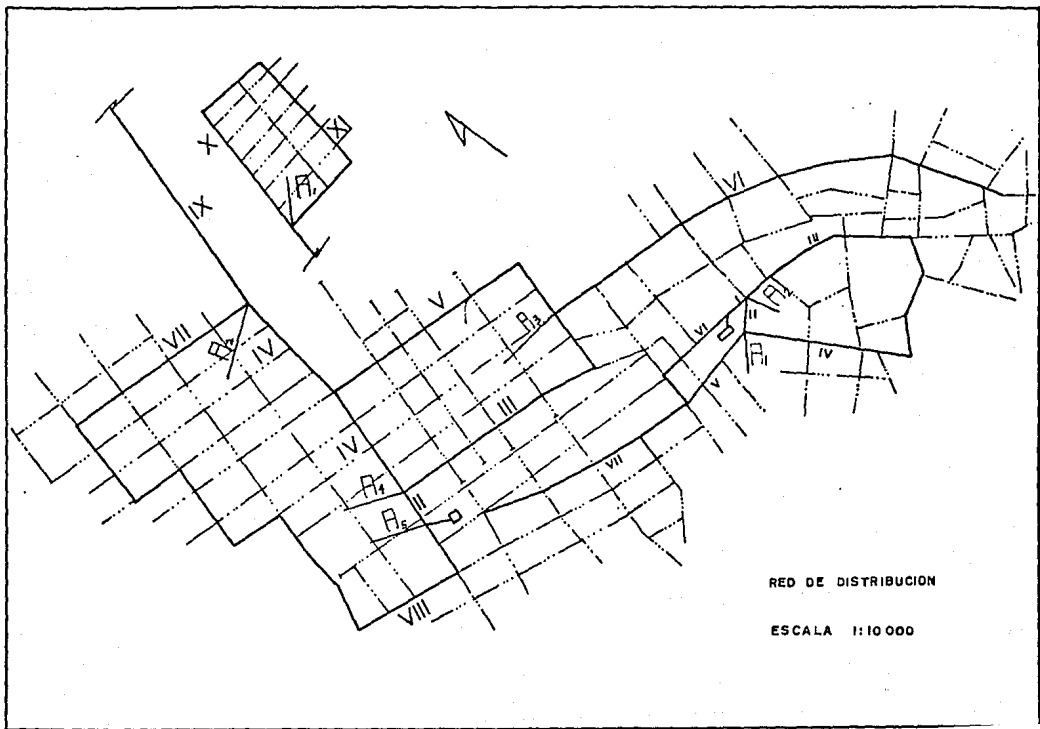 XI
X
A₁
IX
VI
III
V
A₂
A₃
II
VII
VI
A₁
IV
IV
V
III
IV
VII
A₄
II
A₅
VIII
RED DE DISTRIBUCION
ESCALA 1:10 000